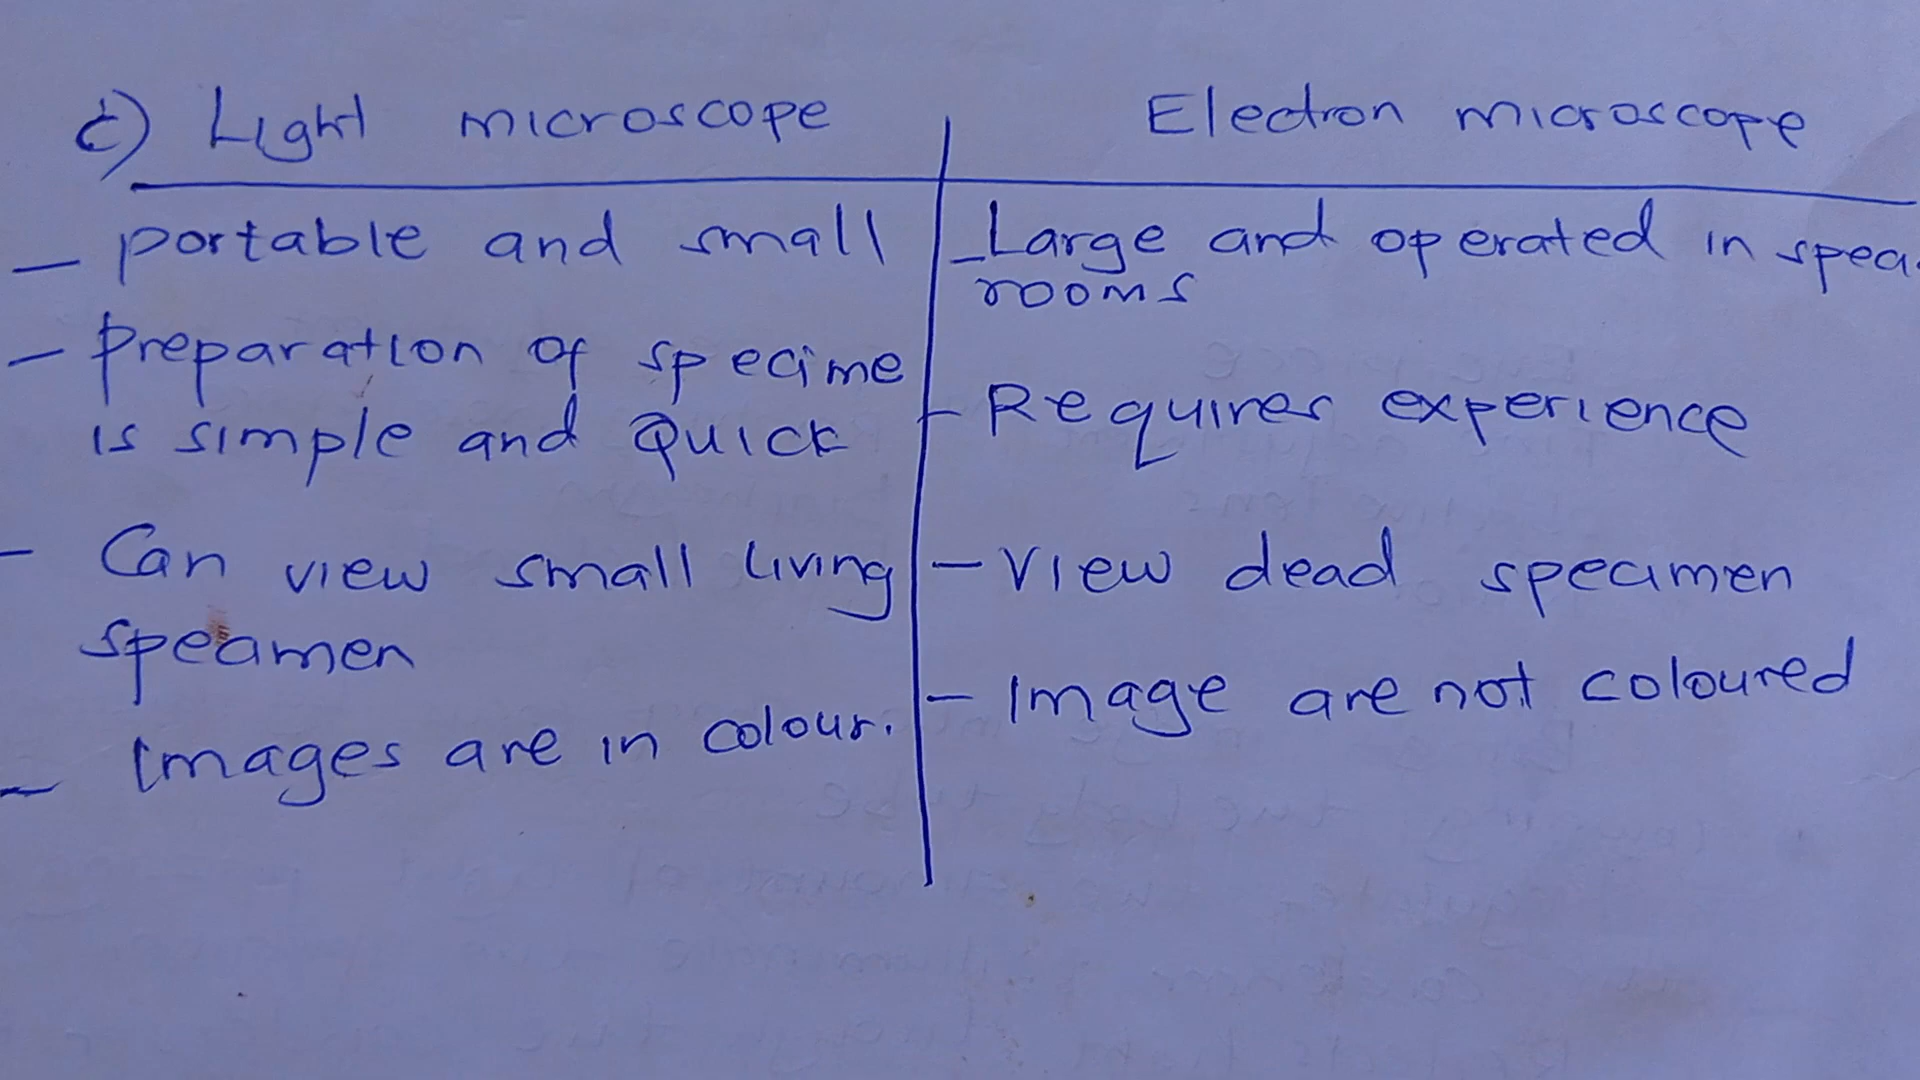 c) Light microscope | Electron microscope
- portable and small | - Large and operated in
rooms
- Preparation of specime
is simple and Quick | - Requires experience
- Can view small living | - View dead specimen
specimen
- Images are in colour. | - Image are not coloured